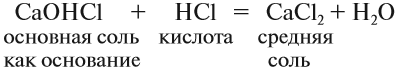 CaOHCl + HCl = CaCl₂ + H₂O
основная соль кислота средняя
как основание соль